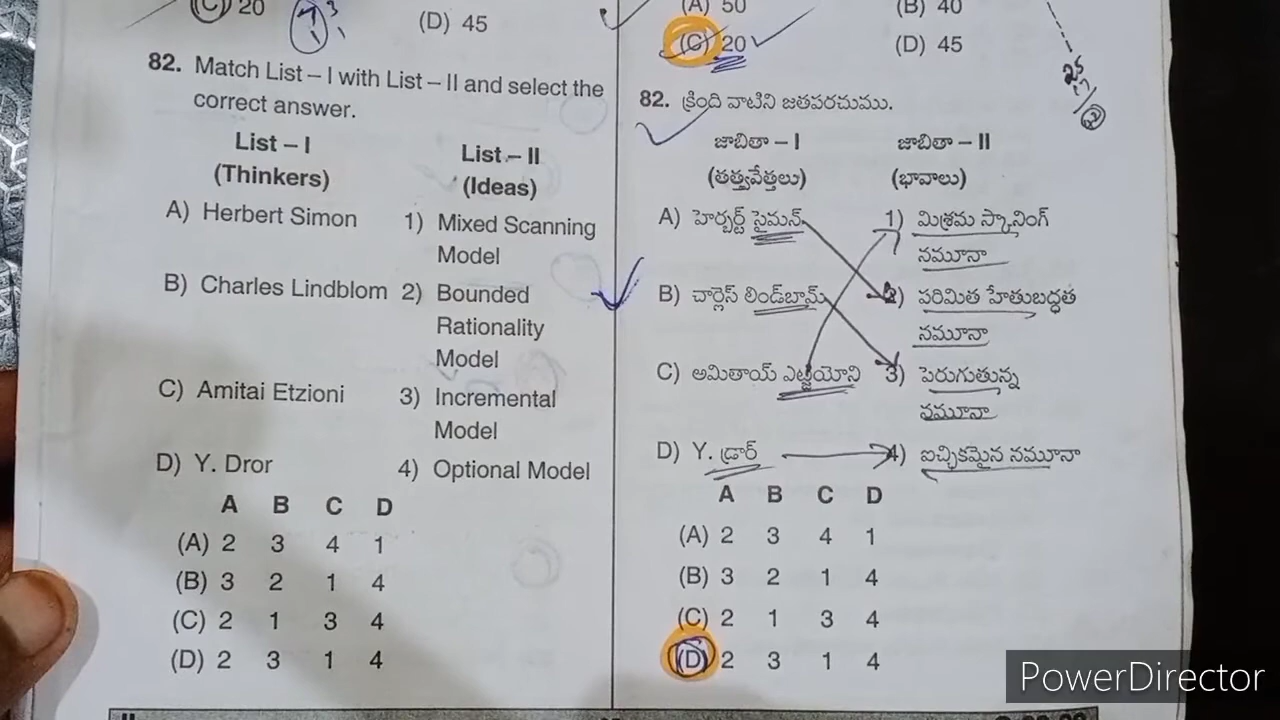 (C) 20
(D) 45
82. Match List – I with List – II and select the
correct answer.
List – I
List – II
(Thinkers)
(Ideas)
A) Herbert Simon
1) Mixed Scanning
Model
B) Charles Lindblom
2) Bounded
Rationality
Model
C) Amitai Etzioni
3) Incremental
Model
D) Y. Dror
4) Optional Model
A B C D
(A) 2 3 4 1
(B) 3 2 1 4
(C) 2 1 3 4
(D) 2 3 1 4
(A) 50
(B) 40
(C) 20
(D) 45
82. క్రింది వాటిని జతపరచుము.
జాబితా – I
జాబితా – II
(తత్త్వవేత్తలు)
(భావాలు)
A) హెర్బర్ట్ సైమన్
1) మిశ్రమ స్కానింగ్
నమూనా
B) చార్లెస్ లిండ్‌బ్లామ్
2) పరిమిత హేతుబద్ధత
నమూనా
C) అమితాయ్ ఎట్జియోని
3) పెరుగుతున్న
నమూనా
D) Y. డ్రార్
4) ఐచ్ఛికమైన నమూనా
A B C D
(A) 2 3 4 1
(B) 3 2 1 4
(C) 2 1 3 4
(D) 2 3 1 4
PowerDirector